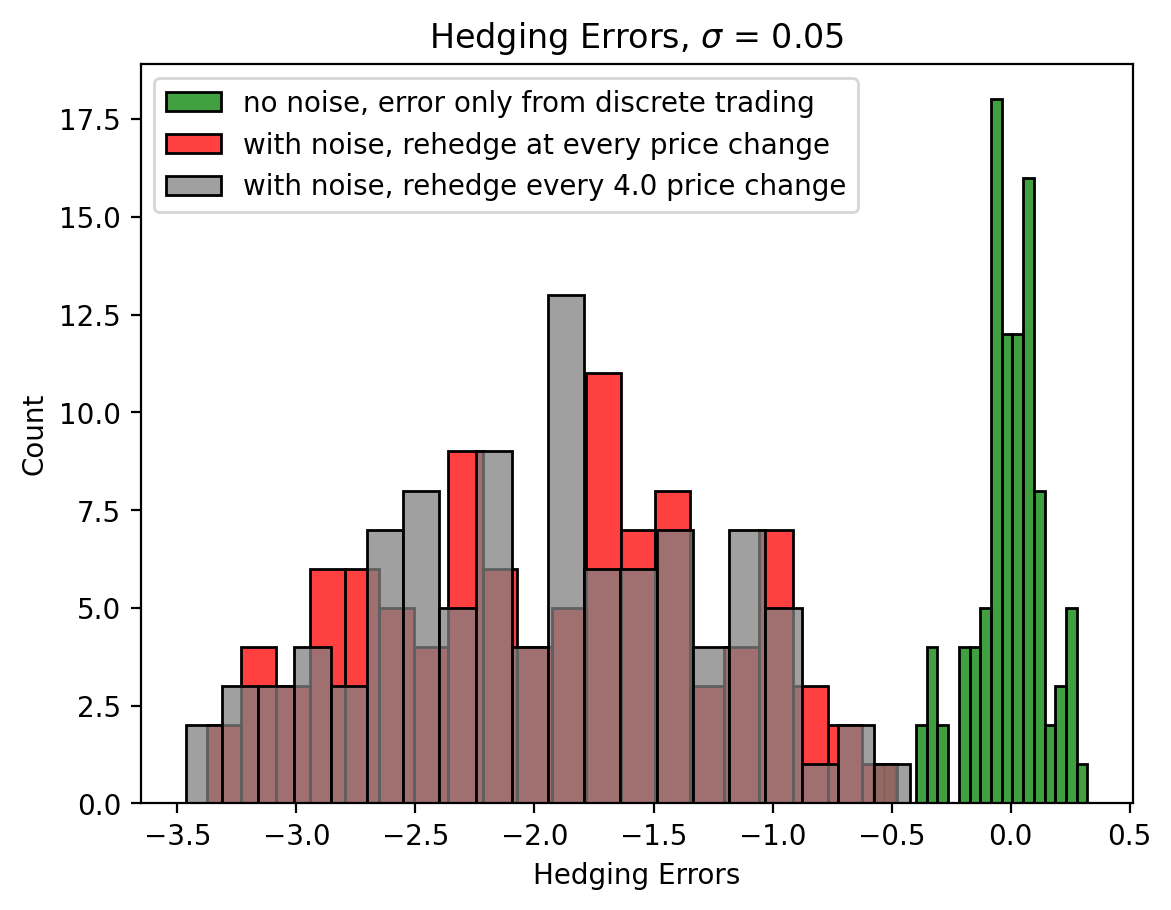 Hedging Errors, σ = 0.05
no noise, error only from discrete trading
with noise, rehedge at every price change
with noise, rehedge every 4.0 price change
Count
17.5
15.0
12.5
10.0
7.5
5.0
2.5
0.0
−3.5 −3.0 −2.5 −2.0 −1.5 −1.0 −0.5 0.0 0.5
Hedging Errors